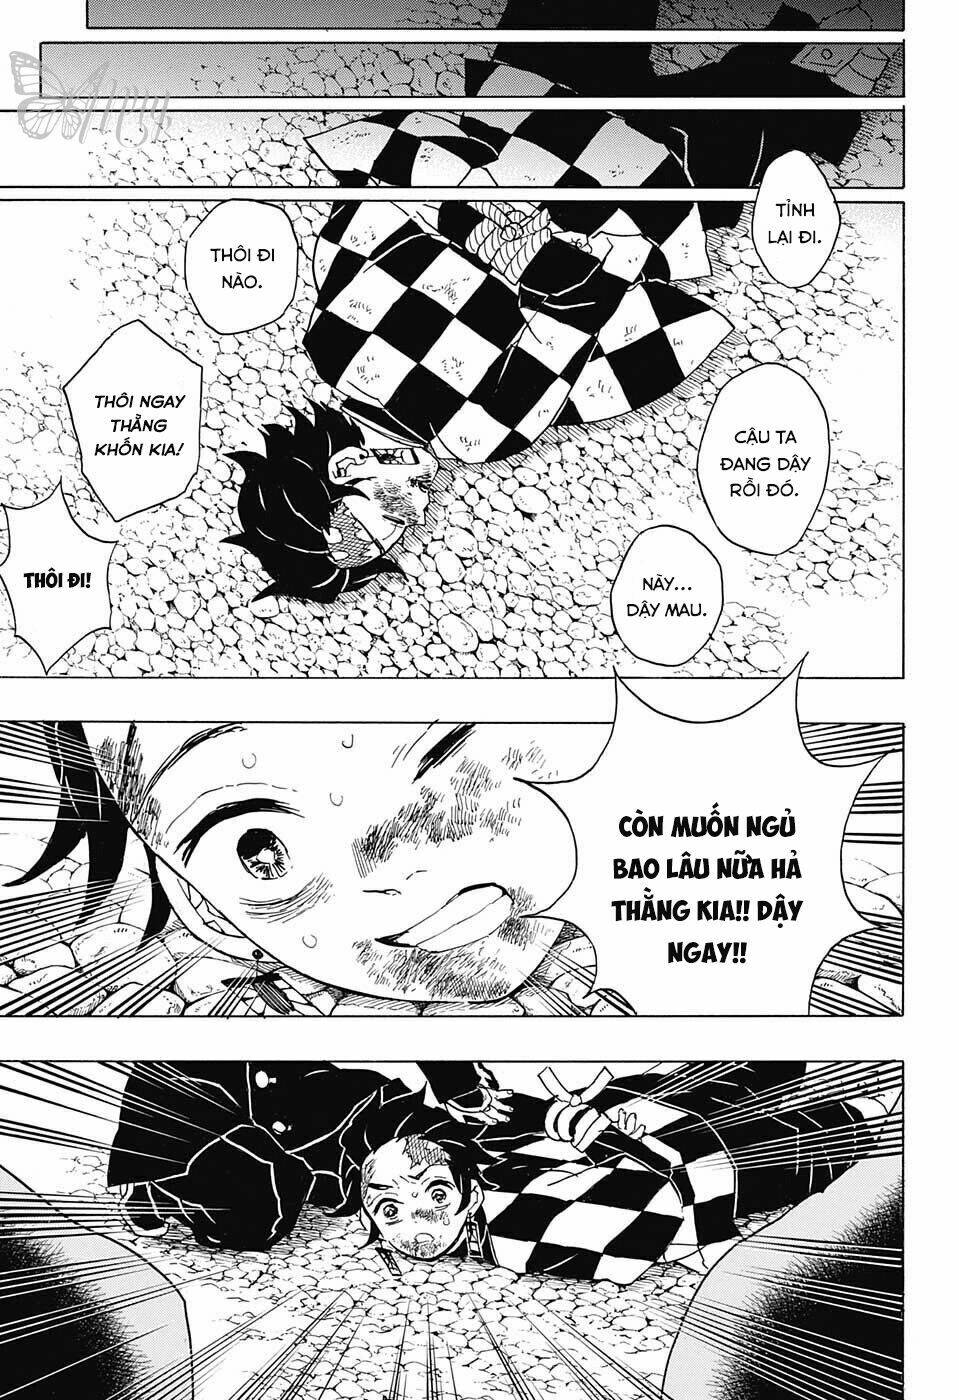 TỈNH
LẠI ĐI.
THÔI ĐI
NÀO.
CẬU TA
ĐANG DẬY
RỒI ĐÓ.
THÔI NGAY
THẰNG
KHỐN KIA!
NÀY...
DẬY MAU.
THÔI ĐI!
CÒN MUỐN NGỦ
BAO LÂU NỮA HẢ
THẰNG KIA!! DẬY
NGAY!!